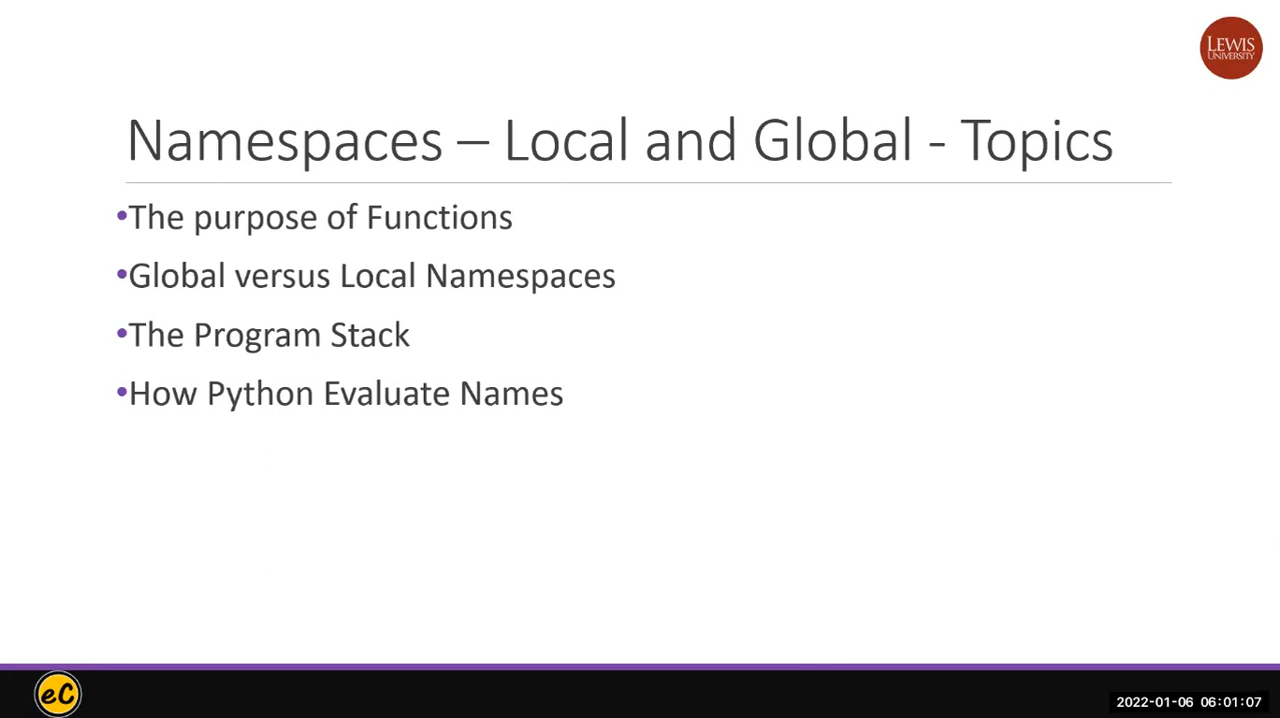 LEWIS
UNIVERSITY
Namespaces – Local and Global - Topics
•The purpose of Functions
•Global versus Local Namespaces
•The Program Stack
•How Python Evaluate Names
eC
2022-01-06 06:01:07